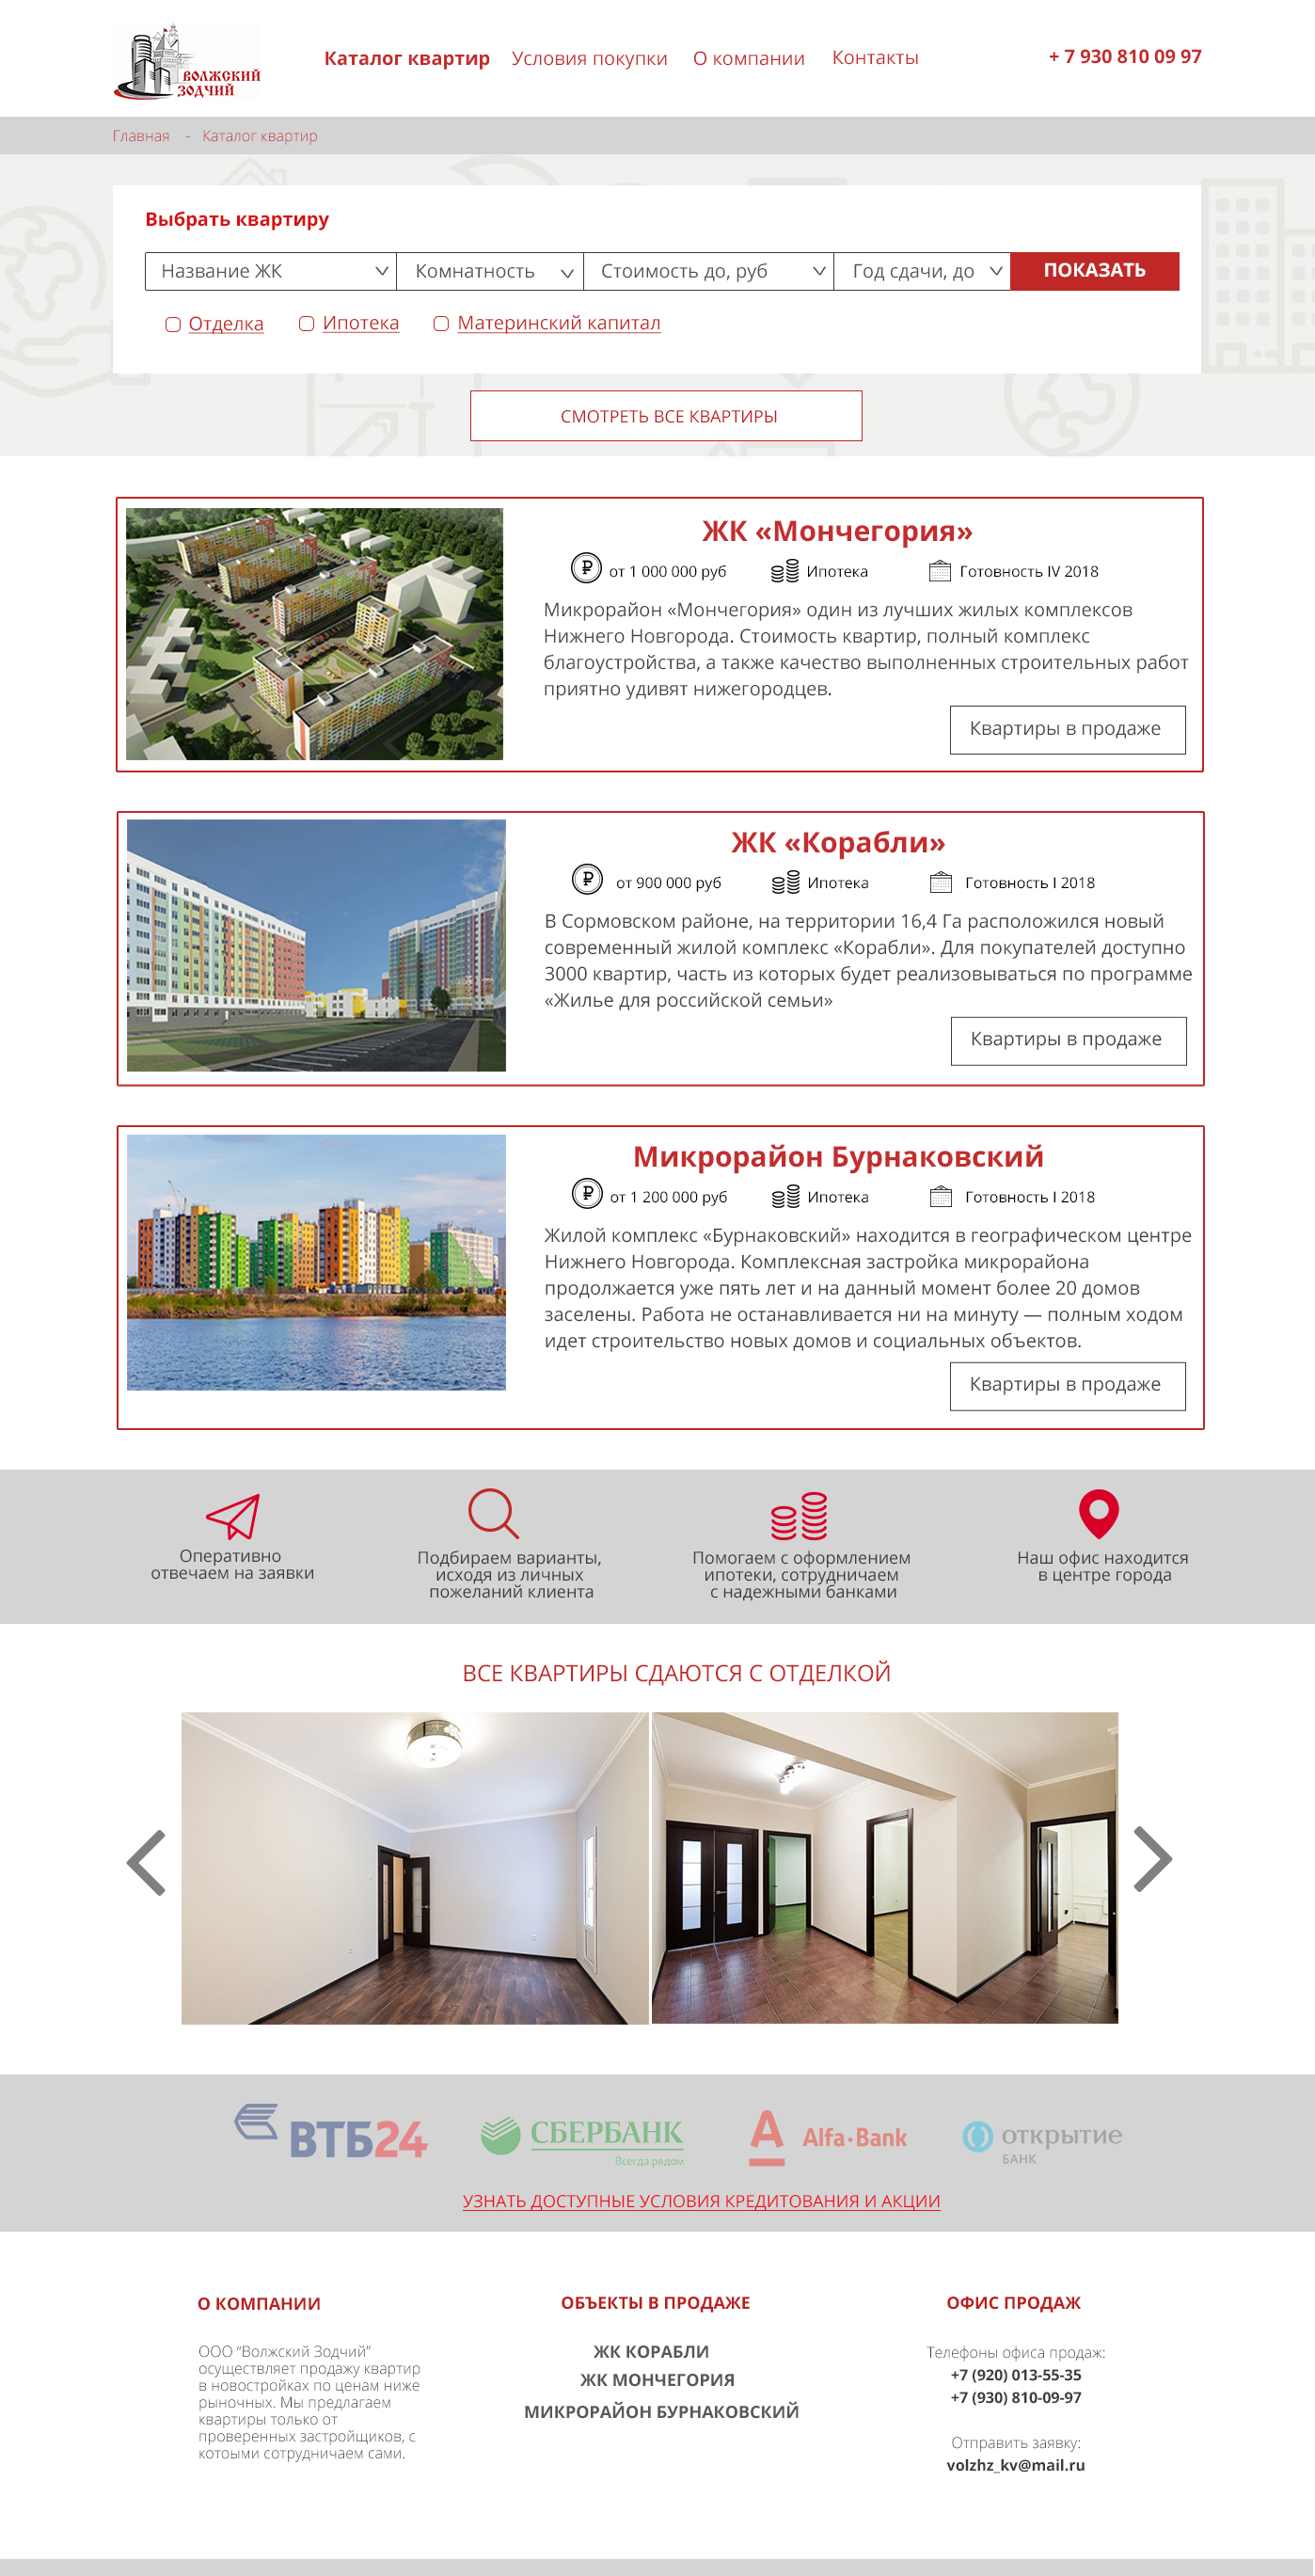 ВОЛЖСКИЙ
ЗОДЧИЙ
Каталог квартир Условия покупки О компании Контакты + 7 930 810 09 97
Главная - Каталог квартир
Выбрать квартиру
Название ЖК Комнатность Стоимость до, руб Год сдачи, до ПОКАЗАТЬ
Отделка Ипотека Материнский капитал
СМОТРЕТЬ ВСЕ КВАРТИРЫ
ЖК «Мончегория»
от 1 000 000 руб Ипотека Готовность IV 2018
Микрорайон «Мончегория» один из лучших жилых комплексов
Нижнего Новгорода. Стоимость квартир, полный комплекс
благоустройства, а также качество выполненных строительных работ
приятно удивят нижегородцев.
Квартиры в продаже
ЖК «Корабли»
от 900 000 руб Ипотека Готовность I 2018
В Сормовском районе, на территории 16,4 Га расположился новый
современный жилой комплекс «Корабли». Для покупателей доступно
3000 квартир, часть из которых будет реализовываться по программе
«Жилье для российской семьи»
Квартиры в продаже
Микрорайон Бурнаковский
от 1 200 000 руб Ипотека Готовность I 2018
Жилой комплекс «Бурнаковский» находится в географическом центре
Нижнего Новгорода. Комплексная застройка микрорайона
продолжается уже пять лет и на данный момент более 20 домов
заселены. Работа не останавливается ни на минуту — полным ходом
идет строительство новых домов и социальных объектов.
Квартиры в продаже
Оперативно
отвечаем на заявки
Подбираем варианты,
исходя из личных
пожеланий клиента
Помогаем с оформлением
ипотеки, сотрудничаем
с надежными банками
Наш офис находится
в центре города
ВСЕ КВАРТИРЫ СДАЮТСЯ С ОТДЕЛКОЙ
ВТБ24
СБЕРБАНК
Всегда рядом
Alfa·Bank
открытие
БАНК
УЗНАТЬ ДОСТУПНЫЕ УСЛОВИЯ КРЕДИТОВАНИЯ И АКЦИИ
О КОМПАНИИ
ООО “Волжский Зодчий”
осуществляет продажу квартир
в новостройках по ценам ниже
рыночных. Мы предлагаем
квартиры только от
проверенных застройщиков, с
котоыми сотрудничаем сами.
ОБЪЕКТЫ В ПРОДАЖЕ
ЖК КОРАБЛИ
ЖК МОНЧЕГОРИЯ
МИКРОРАЙОН БУРНАКОВСКИЙ
ОФИС ПРОДАЖ
Телефоны офиса продаж:
+7 (920) 013-55-35
+7 (930) 810-09-97
Отправить заявку:
volzhz_kv@mail.ru